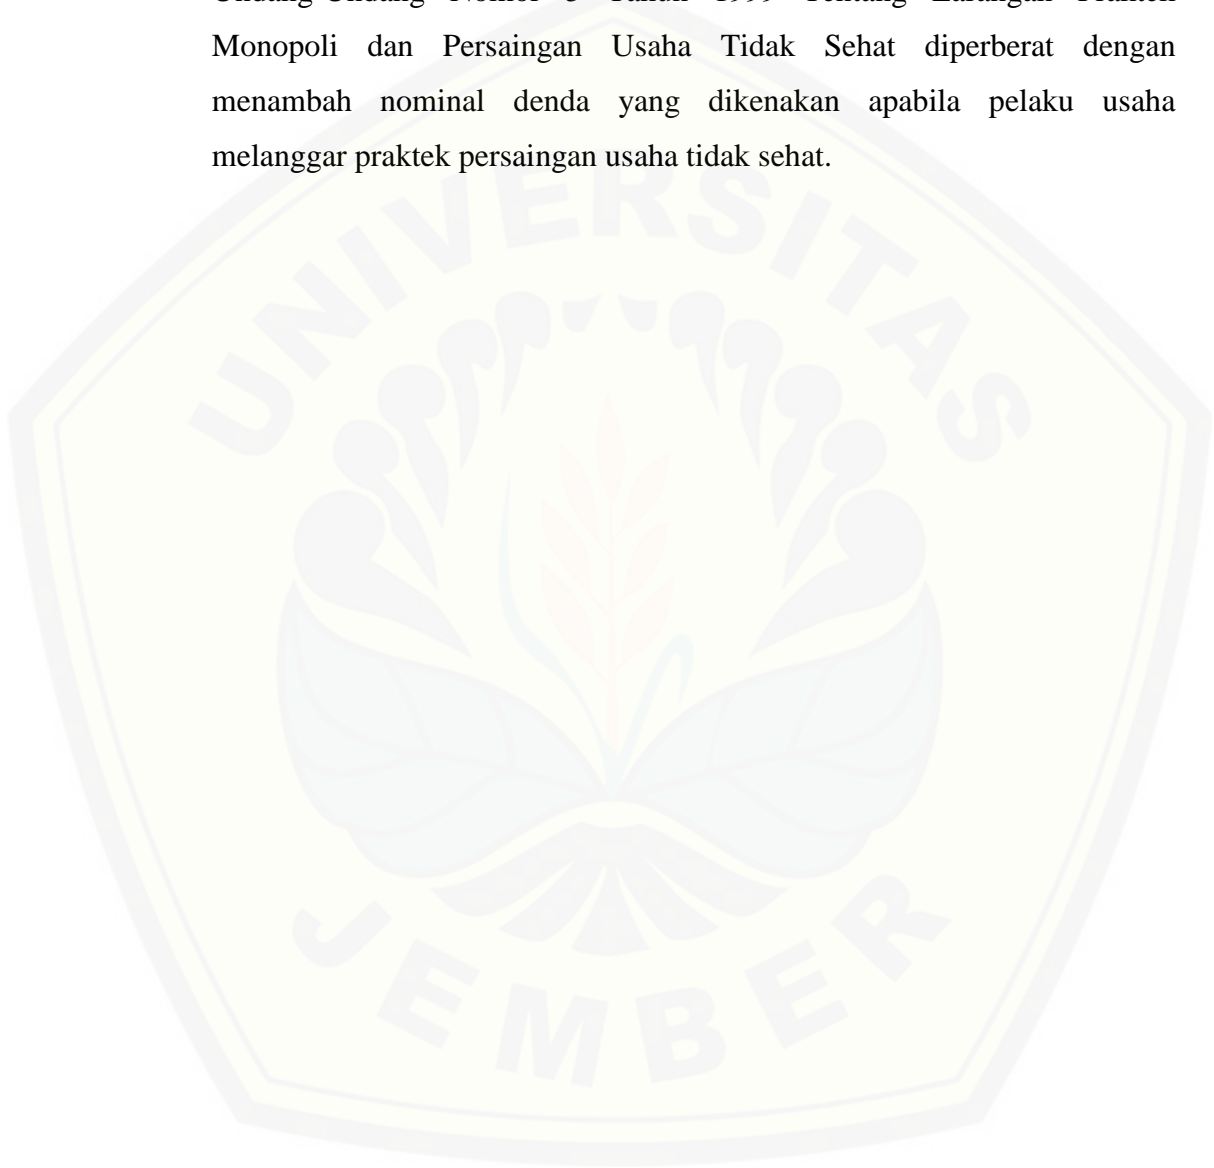 Undang-Undang Nomor 5 Tahun 1999 Tentang Larangan Praktek
Monopoli dan Persaingan Usaha Tidak Sehat diperberat dengan
menambah nominal denda yang dikenakan apabila pelaku usaha
melanggar praktek persaingan usaha tidak sehat.
UNIVERSITAS
JEMBER